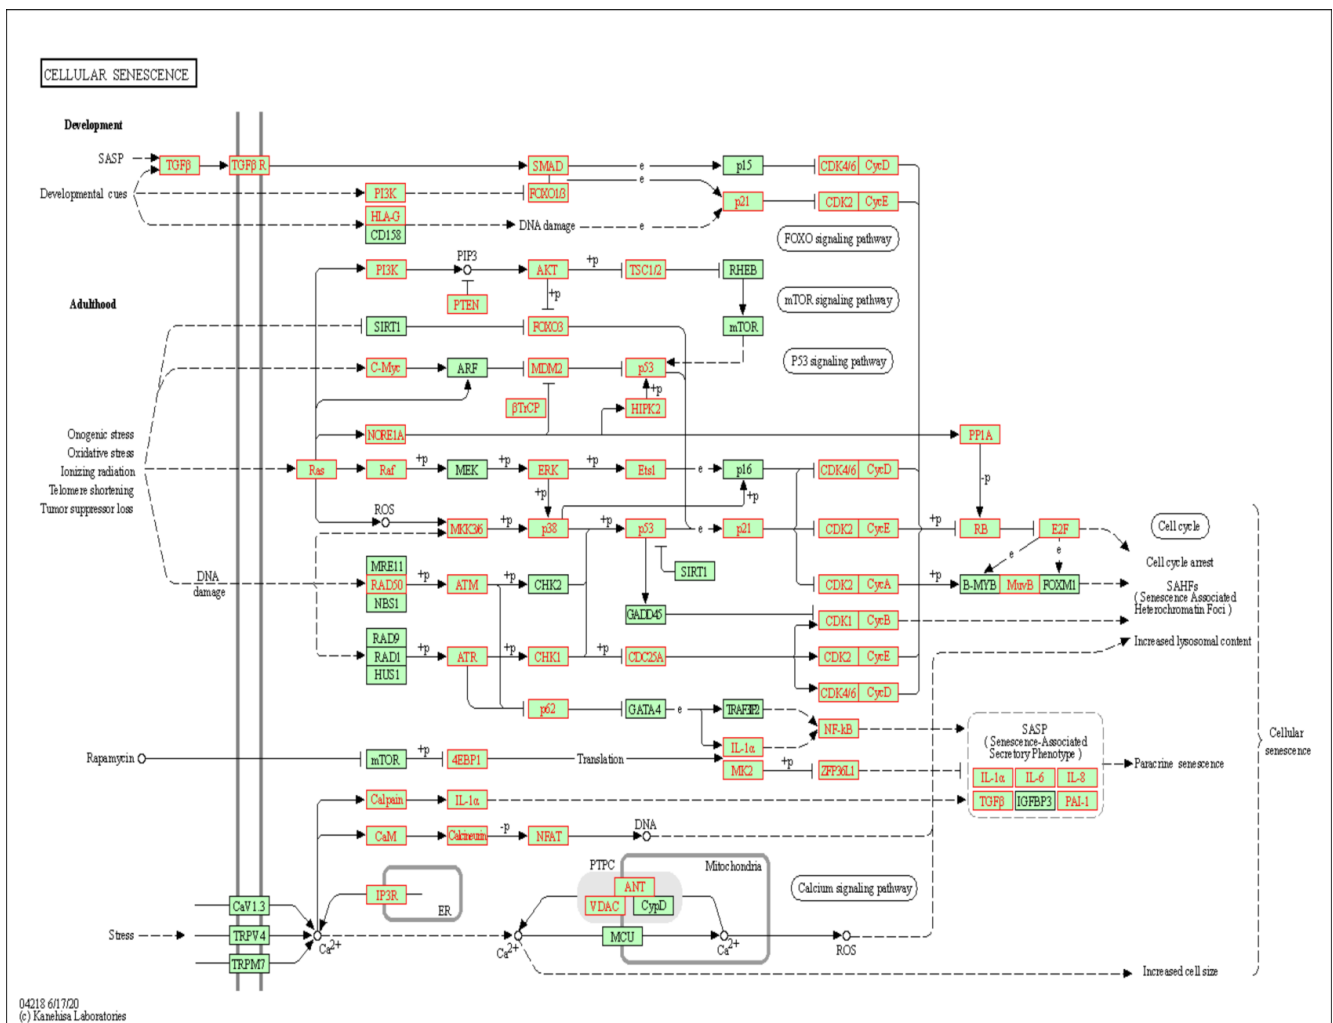 CELLULAR SENESCENCE
Development
SASP
TGFβ
TGFβ R
SMAD
e
p15
CDK4/6
CycD
e
Developmental cues
PI3K
FOXO1/3
p21
CDK2
CycE
HLA-G
CD158
DNA damage
e
FOXO signaling pathway
PIP3
PI3K
AKT
+p
TSC1/2
RHEB
Adulthood
PTEN
+p
mTOR signaling pathway
SIRT1
FOXO3
mTOR
C-Myc
ARF
MDM2
p53
P53 signaling pathway
+p
βTrCP
HIPK2
Onogenic stress
Oxidative stress
Ionizing radiation
Telomere shortening
Tumor suppressor loss
NORE1A
PP1A
Ras
Raf
+p
MEK
+p
ERK
+p
Ets1
e
p16
CDK4/6
CycD
-p
+p
+p
ROS
MKK3/6
+p
p38
+p
p53
e
p21
CDK2
CycE
+p
RB
E2F
Cell cycle
e
e
Cell cycle arrest
DNA
damage
MRE11
RAD50
NBS1
+p
ATM
+p
CHK2
SIRT1
CDK2
CycA
+p
B-MYB
MuvB
FOXM1
SAHFs
( Senescence Associated
Heterochromatin Foci )
GADD45
CDK1
CycB
RAD9
RAD1
HUS1
+p
ATR
+p
CHK1
+p
CDC25A
CDK2
CycE
Increased lysosomal content
CDK4/6
CycD
p62
GATA4
e
TRAF3IP2
NF-kB
IL-1α
SASP
( Senescence-Associated
Secretory Phenotype )
Cellular
senescence
Rapamycin
mTOR
+p
4EBP1
Translation
MK2
+p
ZFP36L1
Paracrine senescence
IL-1α
IL-6
IL-8
TGFβ
IGFBP3
PAI-1
Calpain
IL-1α
CaM
Calcineurin
-p
NFAT
DNA
PTPC
Mitochondria
ANT
VDAC
CypD
Calcium signaling pathway
IP3R
ER
CaV1.3
Stress
TRPV4
TRPM7
Ca2+
Ca2+
MCU
Ca2+
ROS
Increased cell size
04218 6/17/20
(c) Kanehisa Laboratories